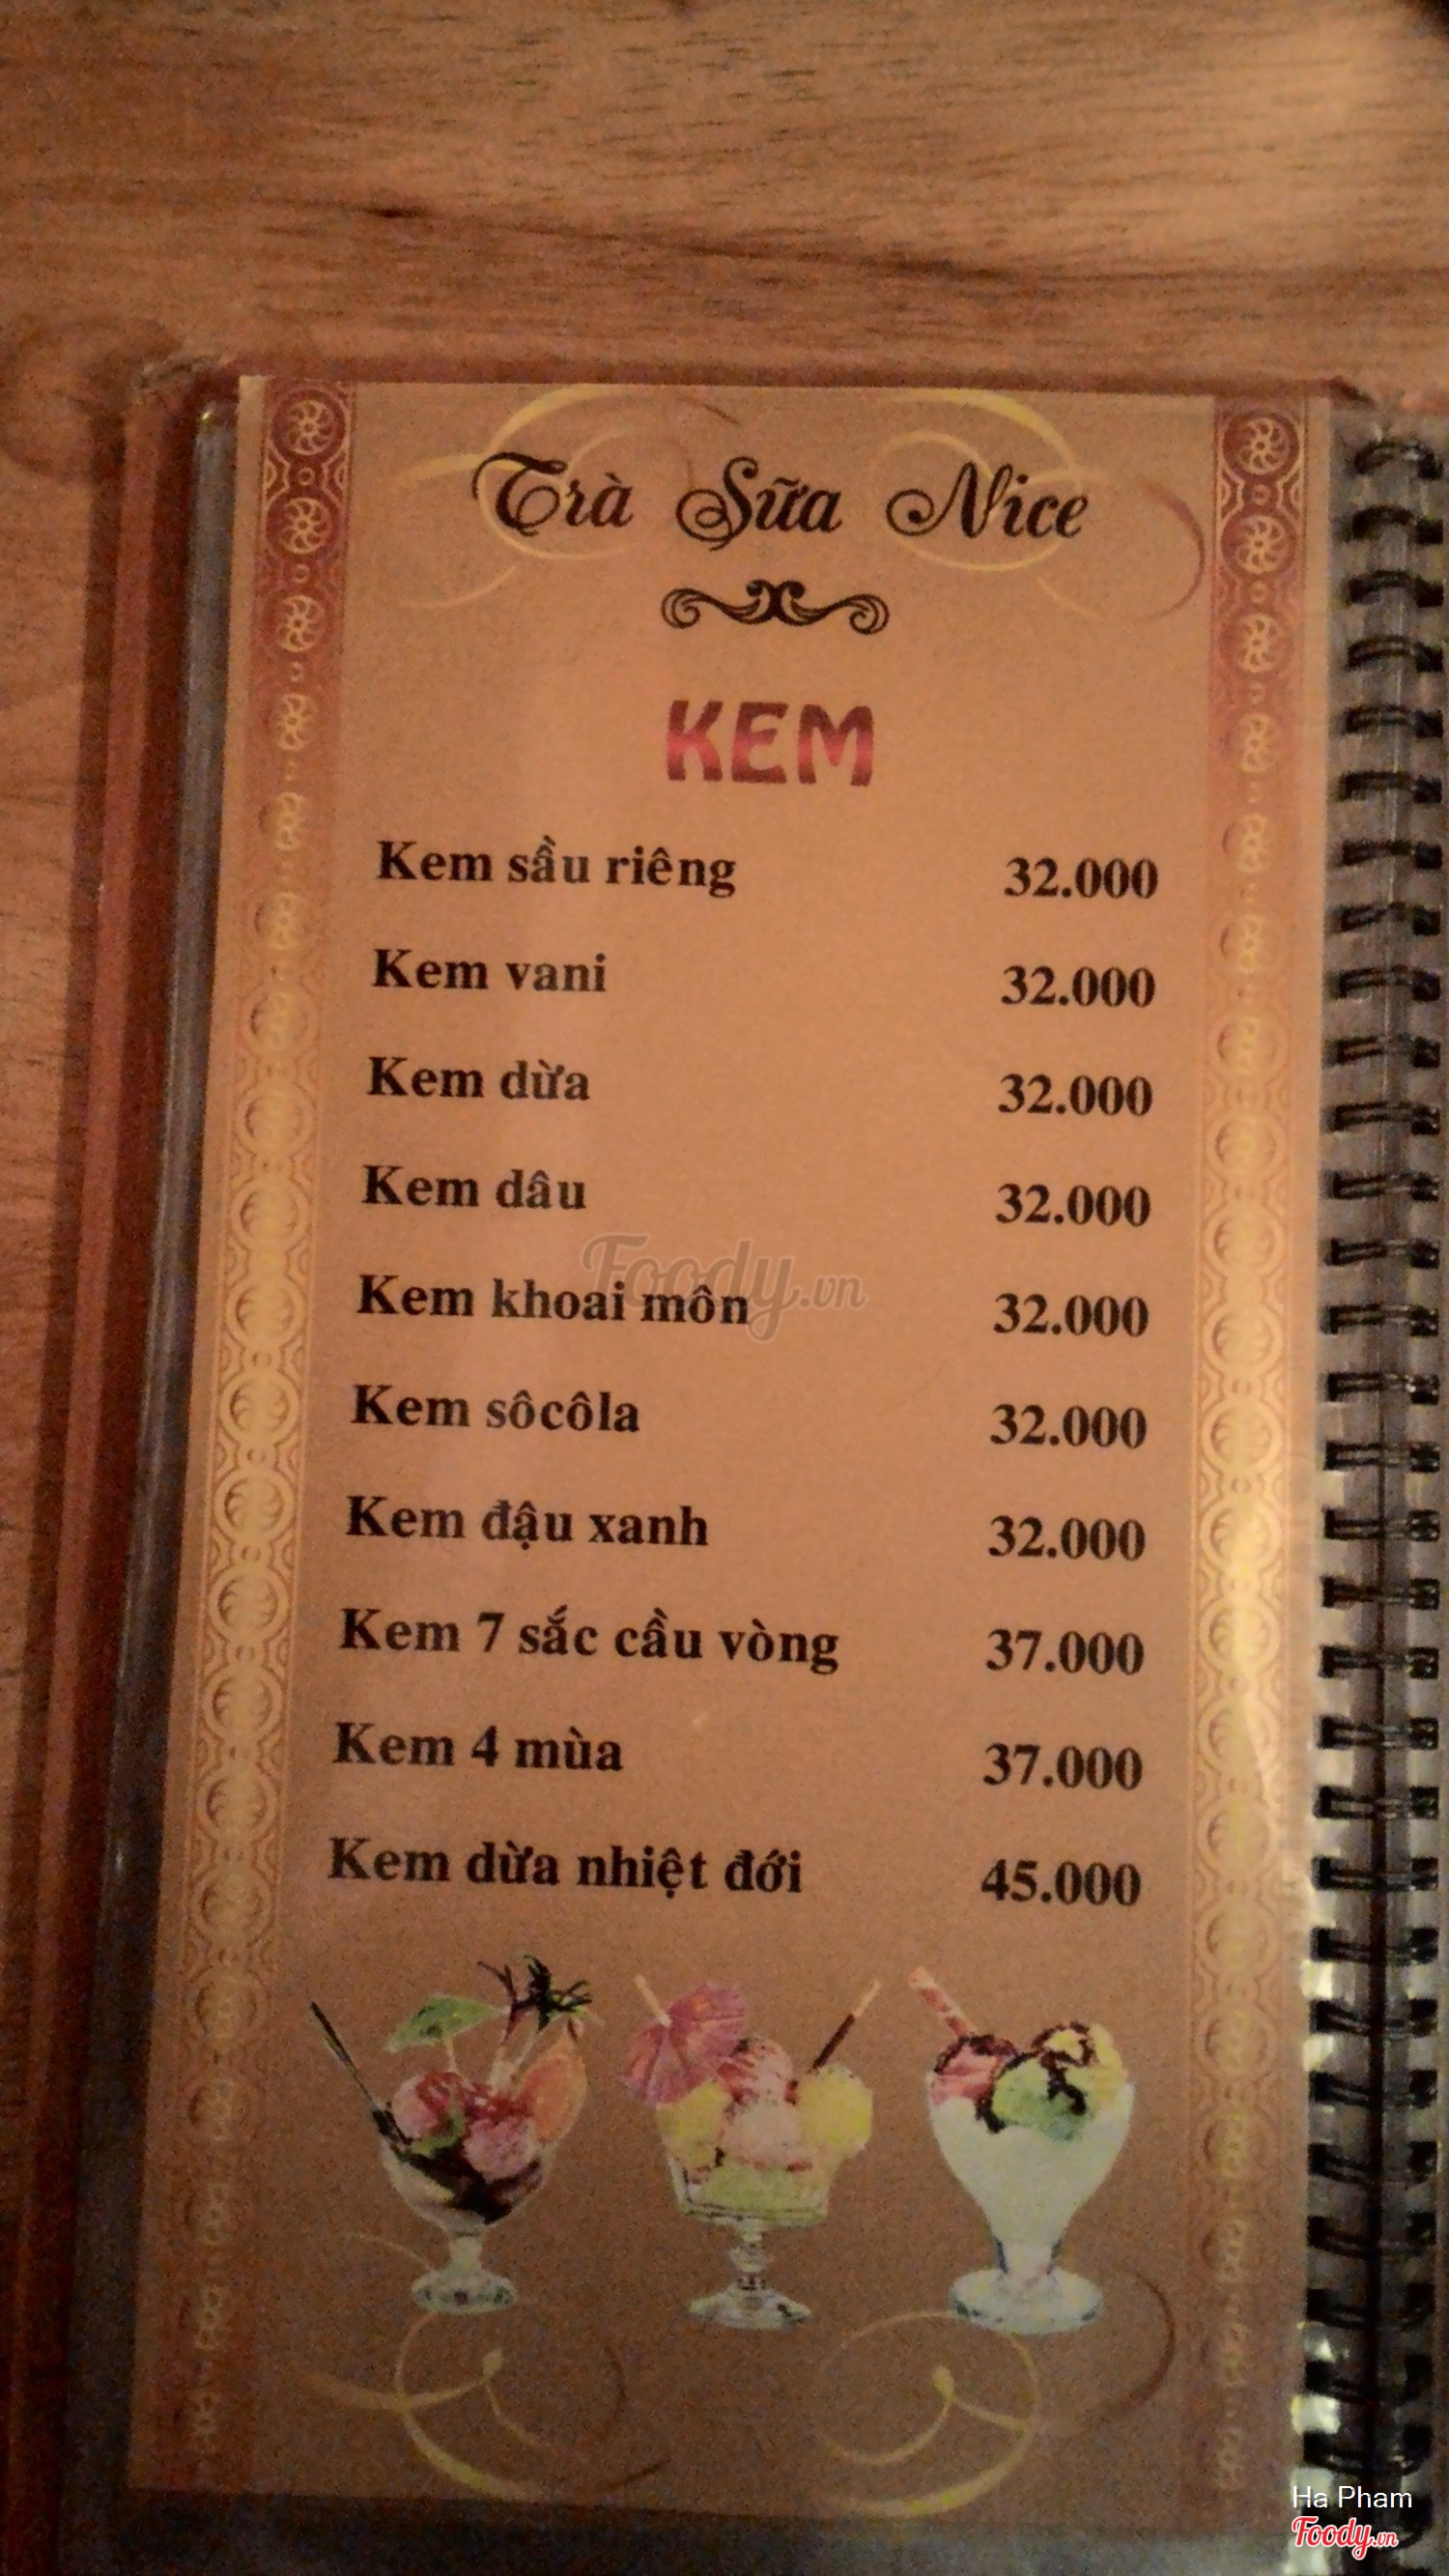 Trà Sữa Nice
KEM
Kem sầu riêng 32.000
Kem vani 32.000
Kem dừa 32.000
Kem dâu 32.000
Foody.vn
Kem khoai môn 32.000
Kem sôcôla 32.000
Kem đậu xanh 32.000
Kem 7 sắc cầu vòng 37.000
Kem 4 mùa 37.000
Kem dừa nhiệt đới 45.000
Ha Pham
Foody.vn